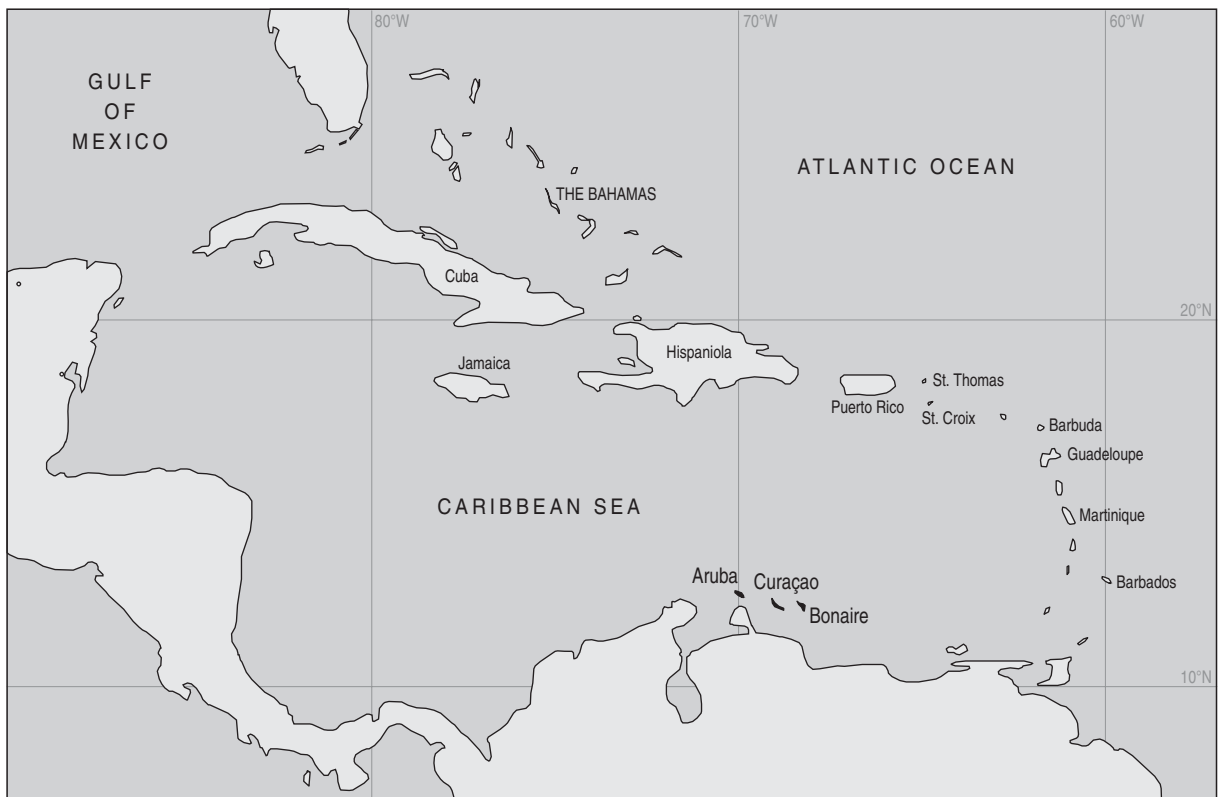 80°W
70°W
60°W
GULF
OF
MEXICO
ATLANTIC OCEAN
THE BAHAMAS
Cuba
20°N
Hispaniola
Jamaica
St. Thomas
Puerto Rico
St. Croix
Barbuda
Guadeloupe
CARIBBEAN SEA
Martinique
Aruba
Curaçao
Barbados
Bonaire
10°N